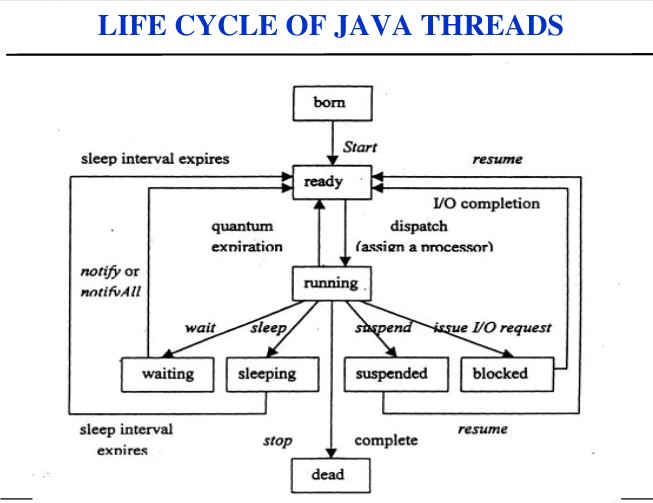 LIFE CYCLE OF JAVA THREADS
born
Start
sleep interval expires
resume
ready
I/O completion
quantum
expiration
dispatch
(assign a processor)
notify or
notifyAll
running
wait
sleep
suspend
issue I/O request
waiting
sleeping
suspended
blocked
sleep interval
expires
stop
complete
resume
dead